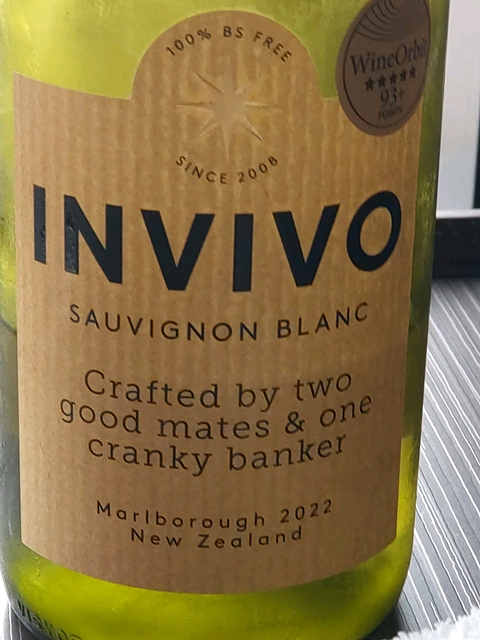 100% BS FREE
SINCE 2008
WineOrbit
93+
POINTS
INVIVO
SAUVIGNON BLANC
Crafted by two
good mates & one
cranky banker
Marlborough 2022
New Zealand